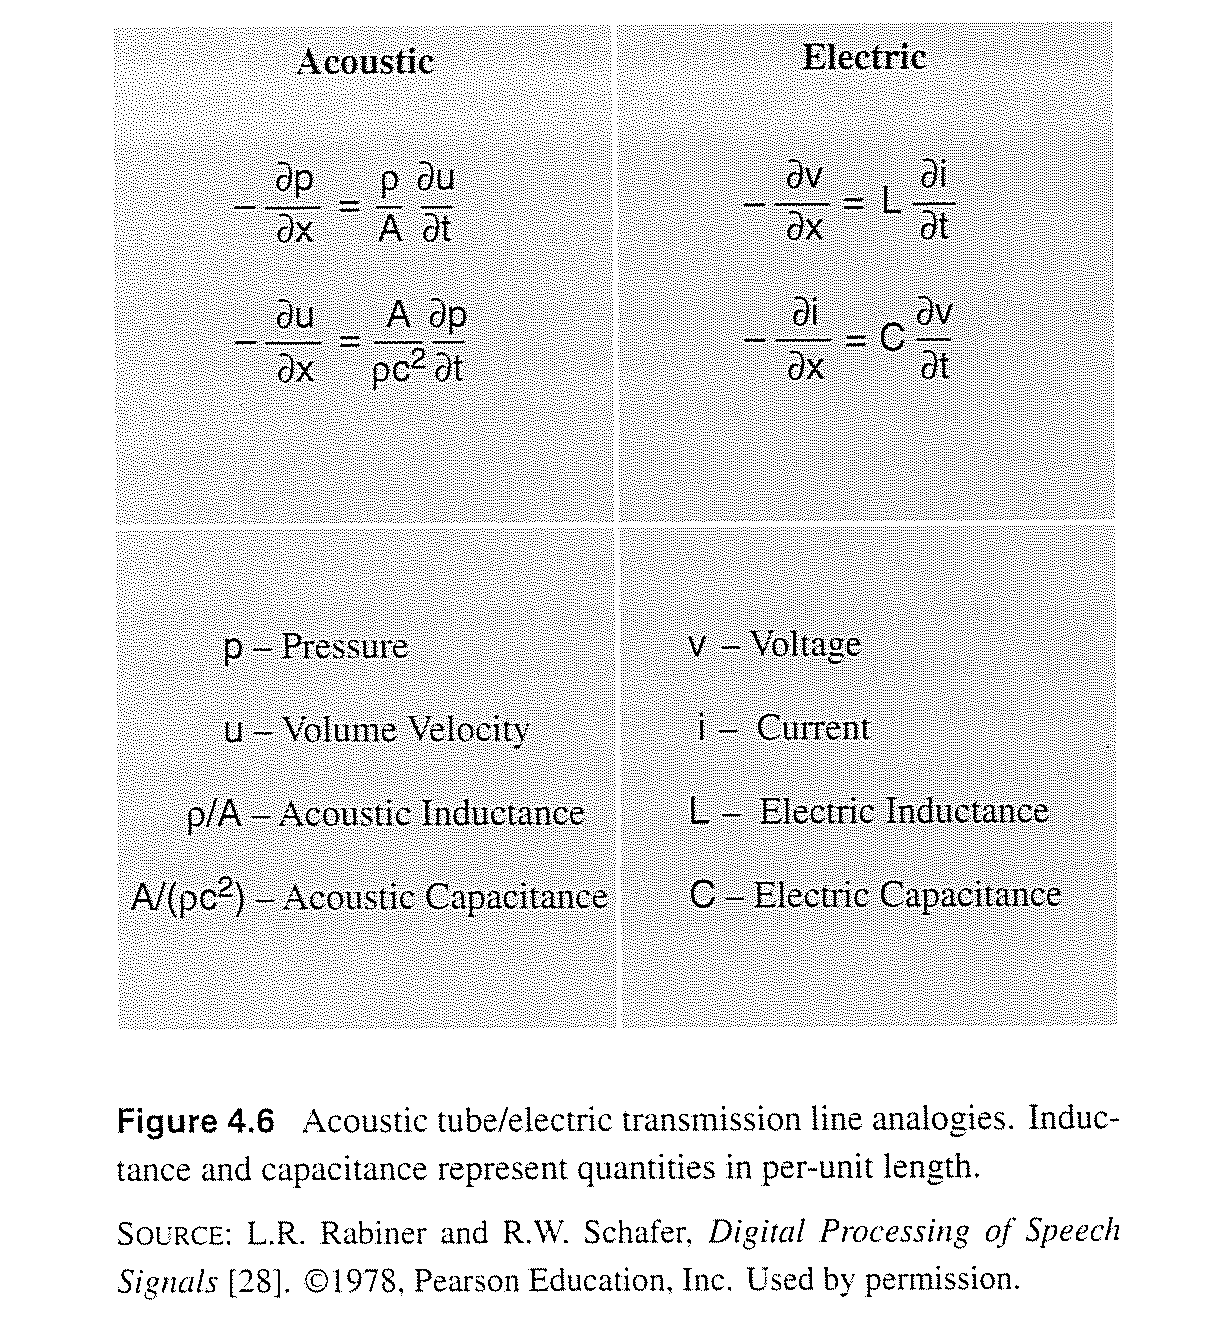 Acoustic
−∂p/∂x = ρ/A ∂u/∂t
−∂u/∂x = A/ρc² ∂p/∂t
Electric
−∂v/∂x = L ∂i/∂t
−∂i/∂x = C ∂v/∂t
p – Pressure
u – Volume Velocity
ρ/A – Acoustic Inductance
A/(ρc²) – Acoustic Capacitance
v – Voltage
i – Current
L – Electric Inductance
C – Electric Capacitance
Figure 4.6 Acoustic tube/electric transmission line analogies. Induc-
tance and capacitance represent quantities in per-unit length.
SOURCE: L.R. Rabiner and R.W. Schafer, Digital Processing of Speech
Signals [28]. ©1978, Pearson Education, Inc. Used by permission.